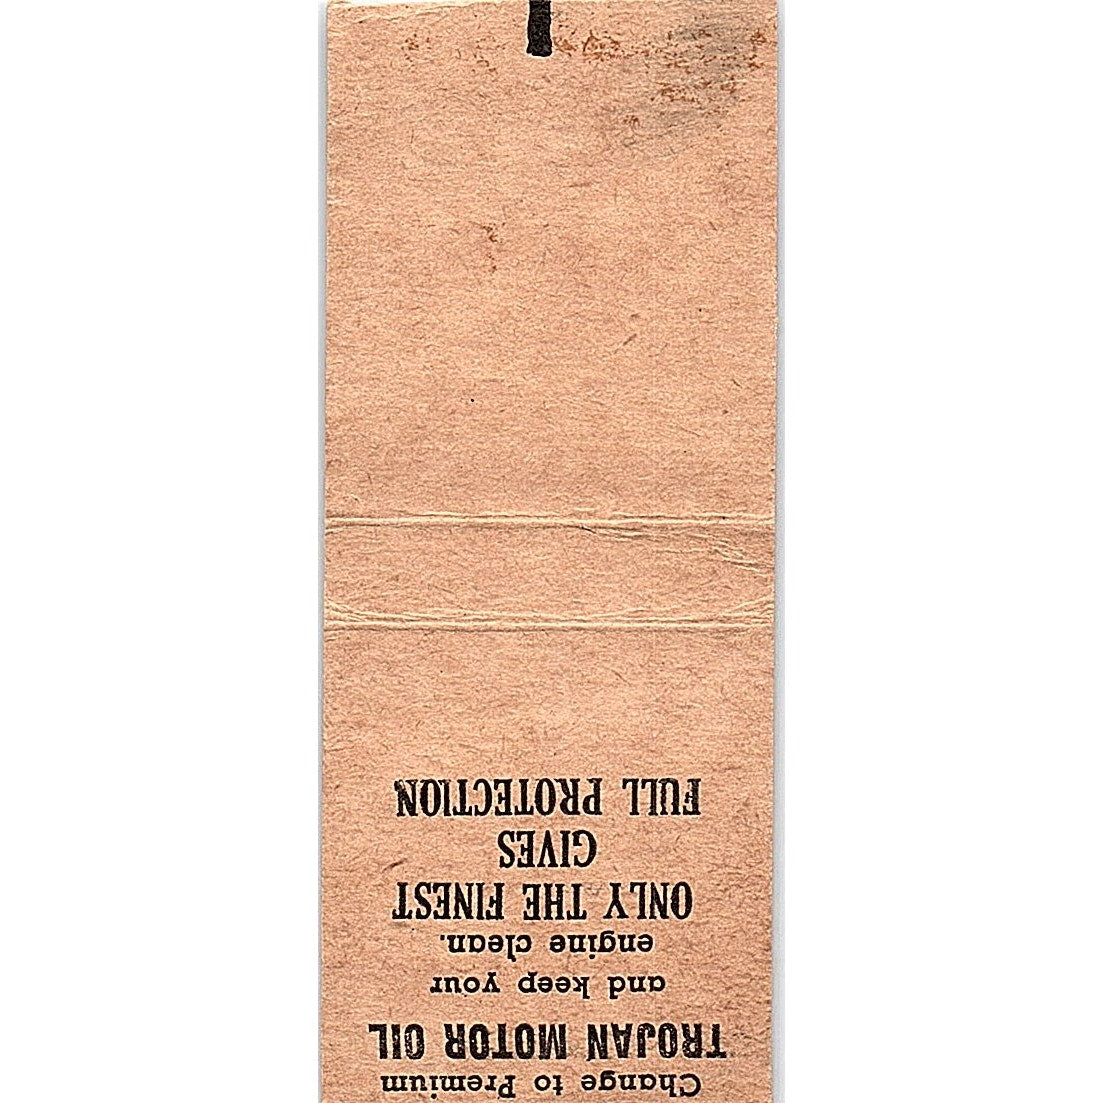 Change to Premium
TROJAN MOTOR OIL
and keep your
engine clean.
ONLY THE FINEST
GIVES
FULL PROTECTION